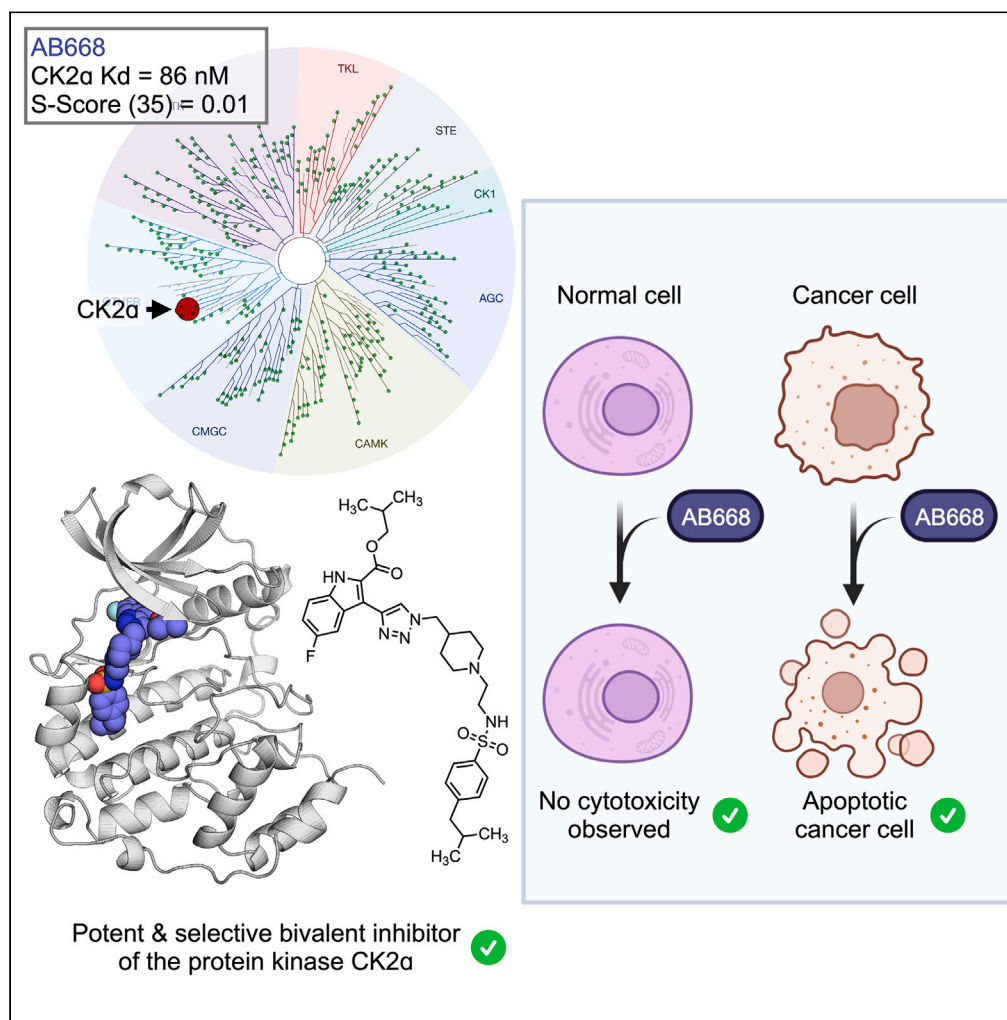 AB668
CK2α Kd = 86 nM
S-Score (35) = 0.01
TK
TKL
STE
CK1
AGC
OTHER
CK2α
CMGC
CAMK
CH₃
H₃C
O
O
HN
N
N=N
F
N
NH
O
S
O
CH₃
H₃C
Potent & selective bivalent inhibitor
of the protein kinase CK2α
Normal cell
Cancer cell
AB668
AB668
No cytotoxicity
observed
Apoptotic
cancer cell